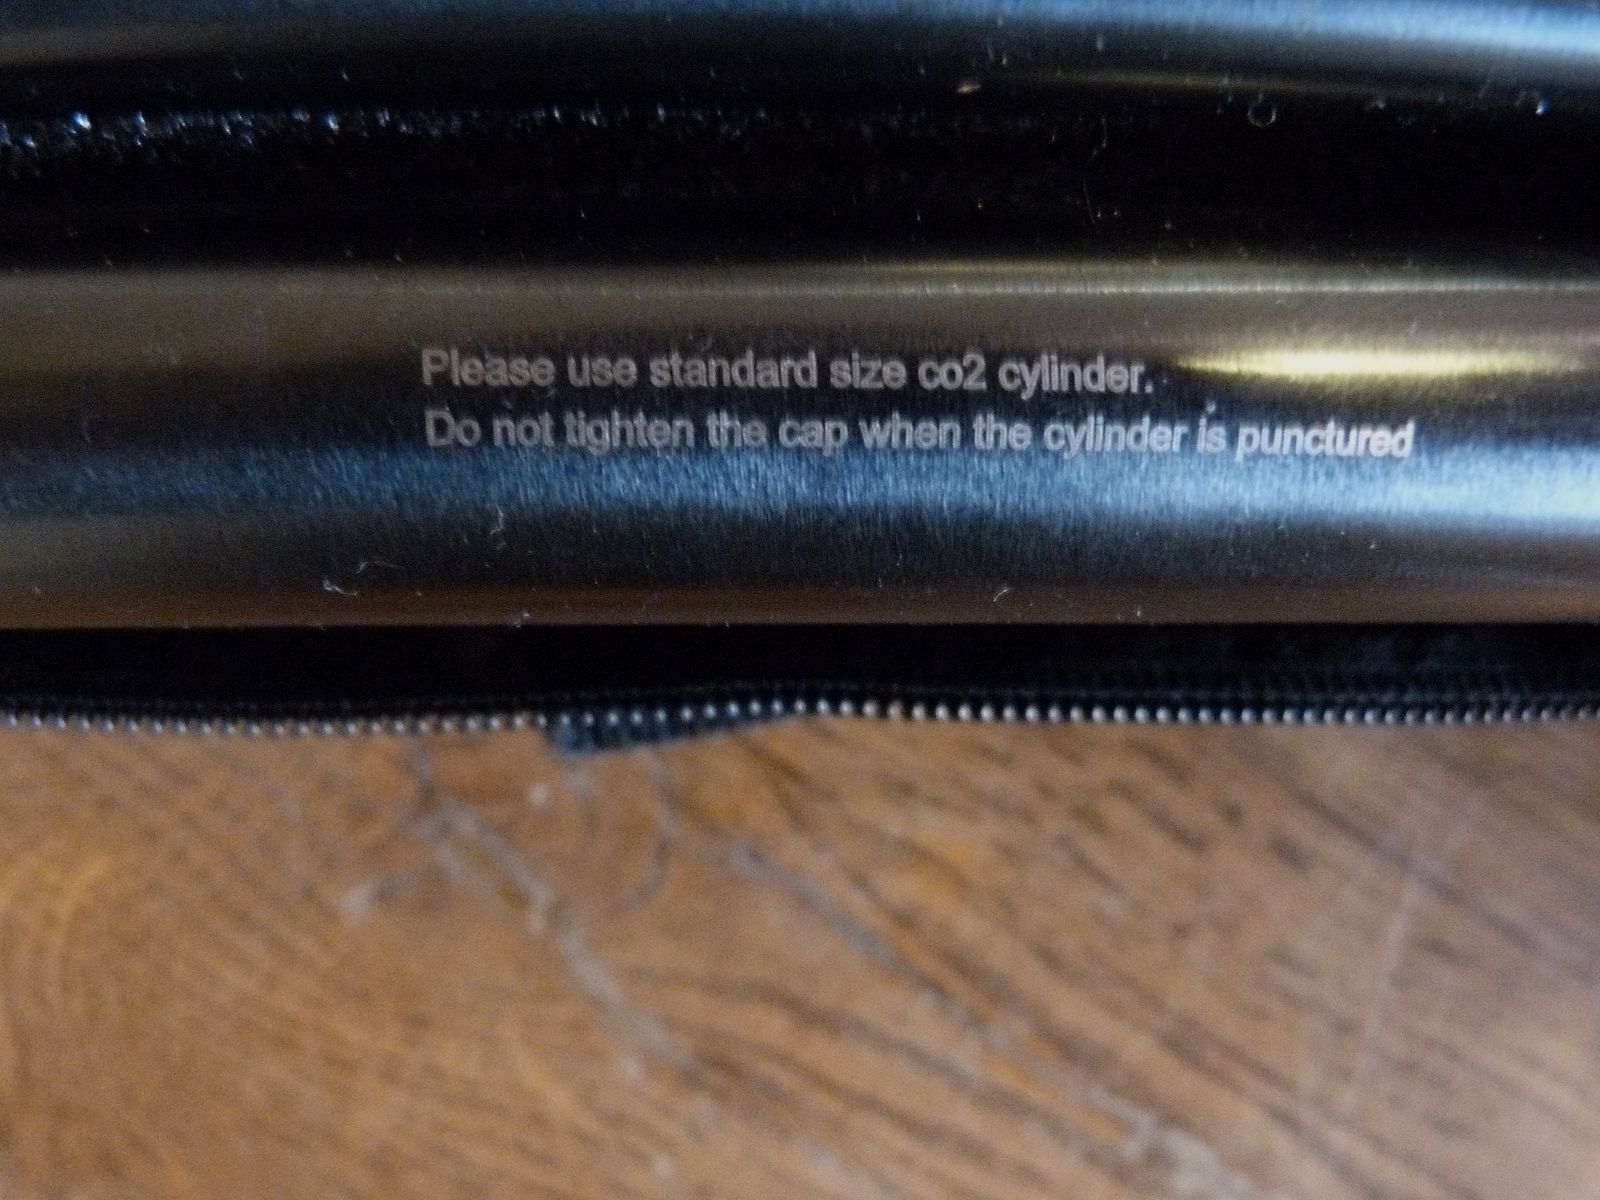 Please use standard size co2 cylinder.
Do not tighten the cap when the cylinder is punctured